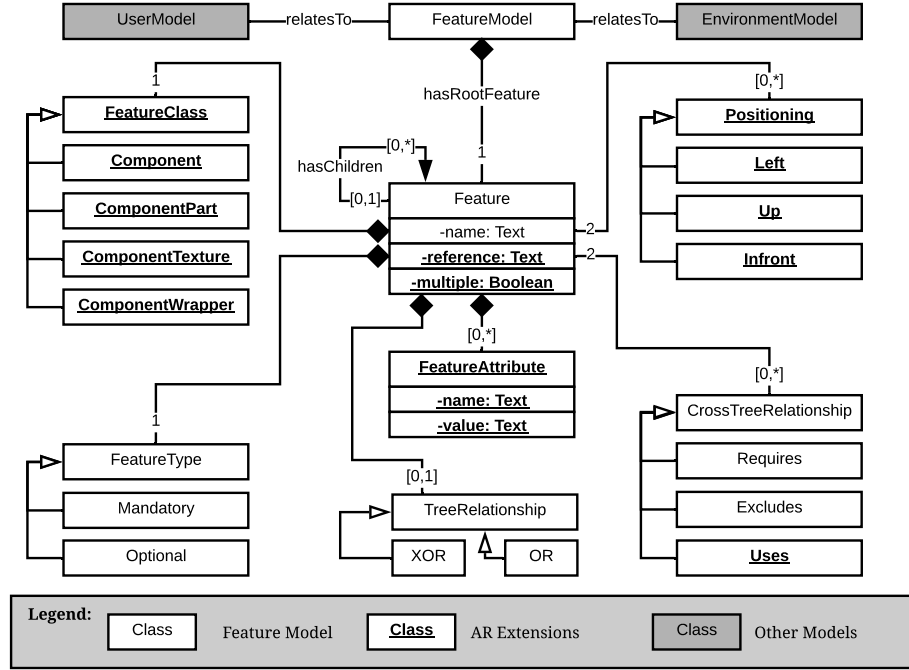 UserModel relatesTo FeatureModel relatesTo EnvironmentModel
1
hasRootFeature
[0,*]
FeatureClass
Positioning
[0,*]
1
hasChildren
Component
Left
[0,1]
Feature
ComponentPart
Up
-name: Text
2
ComponentTexture
-reference: Text
2
Infront
-multiple: Boolean
ComponentWrapper
[0,*]
FeatureAttribute
[0,*]
-name: Text
CrossTreeRelationship
1
-value: Text
FeatureType
Requires
[0,1]
Mandatory
TreeRelationship
Excludes
Optional
XOR
OR
Uses
Legend:
Class Feature Model Class AR Extensions Class Other Models